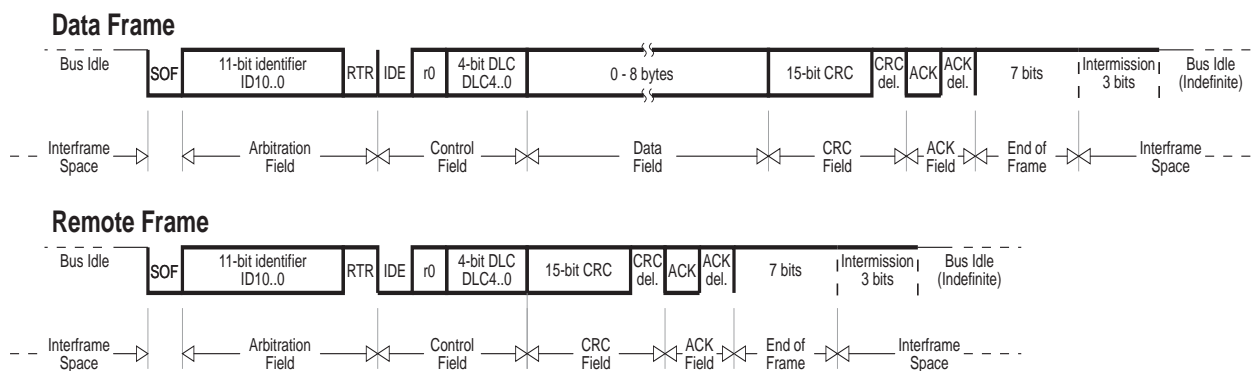 Data Frame
Bus Idle
SOF
11-bit identifier
ID10..0
RTR
IDE
r0
4-bit DLC
DLC4..0
0 - 8 bytes
15-bit CRC
CRC
del.
ACK
ACK
del.
7 bits
Intermission
3 bits
Bus Idle
(Indefinite)
Interframe
Space
Arbitration
Field
Control
Field
Data
Field
CRC
Field
ACK
Field
End of
Frame
Interframe
Space
Remote Frame
Bus Idle
SOF
11-bit identifier
ID10..0
RTR
IDE
r0
4-bit DLC
DLC4..0
15-bit CRC
CRC
del.
ACK
ACK
del.
7 bits
Intermission
3 bits
Bus Idle
(Indefinite)
Interframe
Space
Arbitration
Field
Control
Field
CRC
Field
ACK
Field
End of
Frame
Interframe
Space